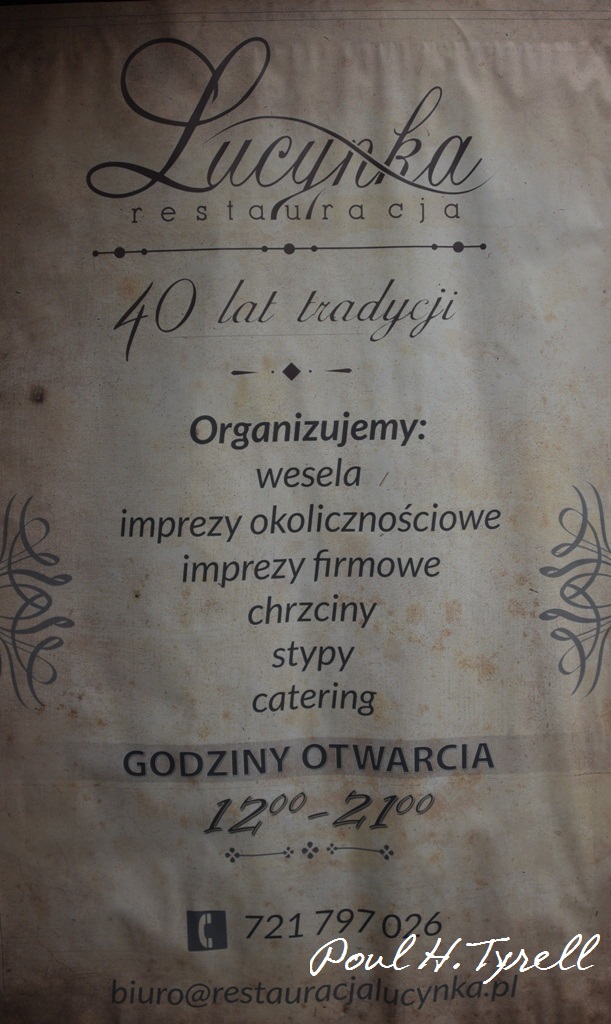 Lucynka
restauracja
40 lat tradycji
Organizujemy:
wesela
imprezy okolicznościowe
imprezy firmowe
chrzciny
stypy
catering
GODZINY OTWARCIA
12⁰⁰-21⁰⁰
721 797 026
Poul H. Tyrell
biuro@restauracjalucynka.pl